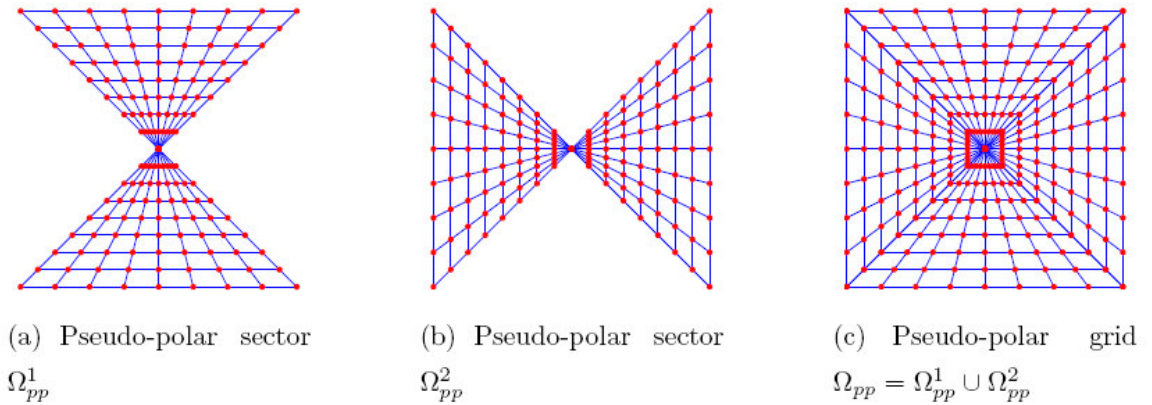 (a) Pseudo-polar sector
Ω¹ₚₚ
(b) Pseudo-polar sector
Ω²ₚₚ
(c) Pseudo-polar grid
Ωₚₚ = Ω¹ₚₚ ∪ Ω²ₚₚ